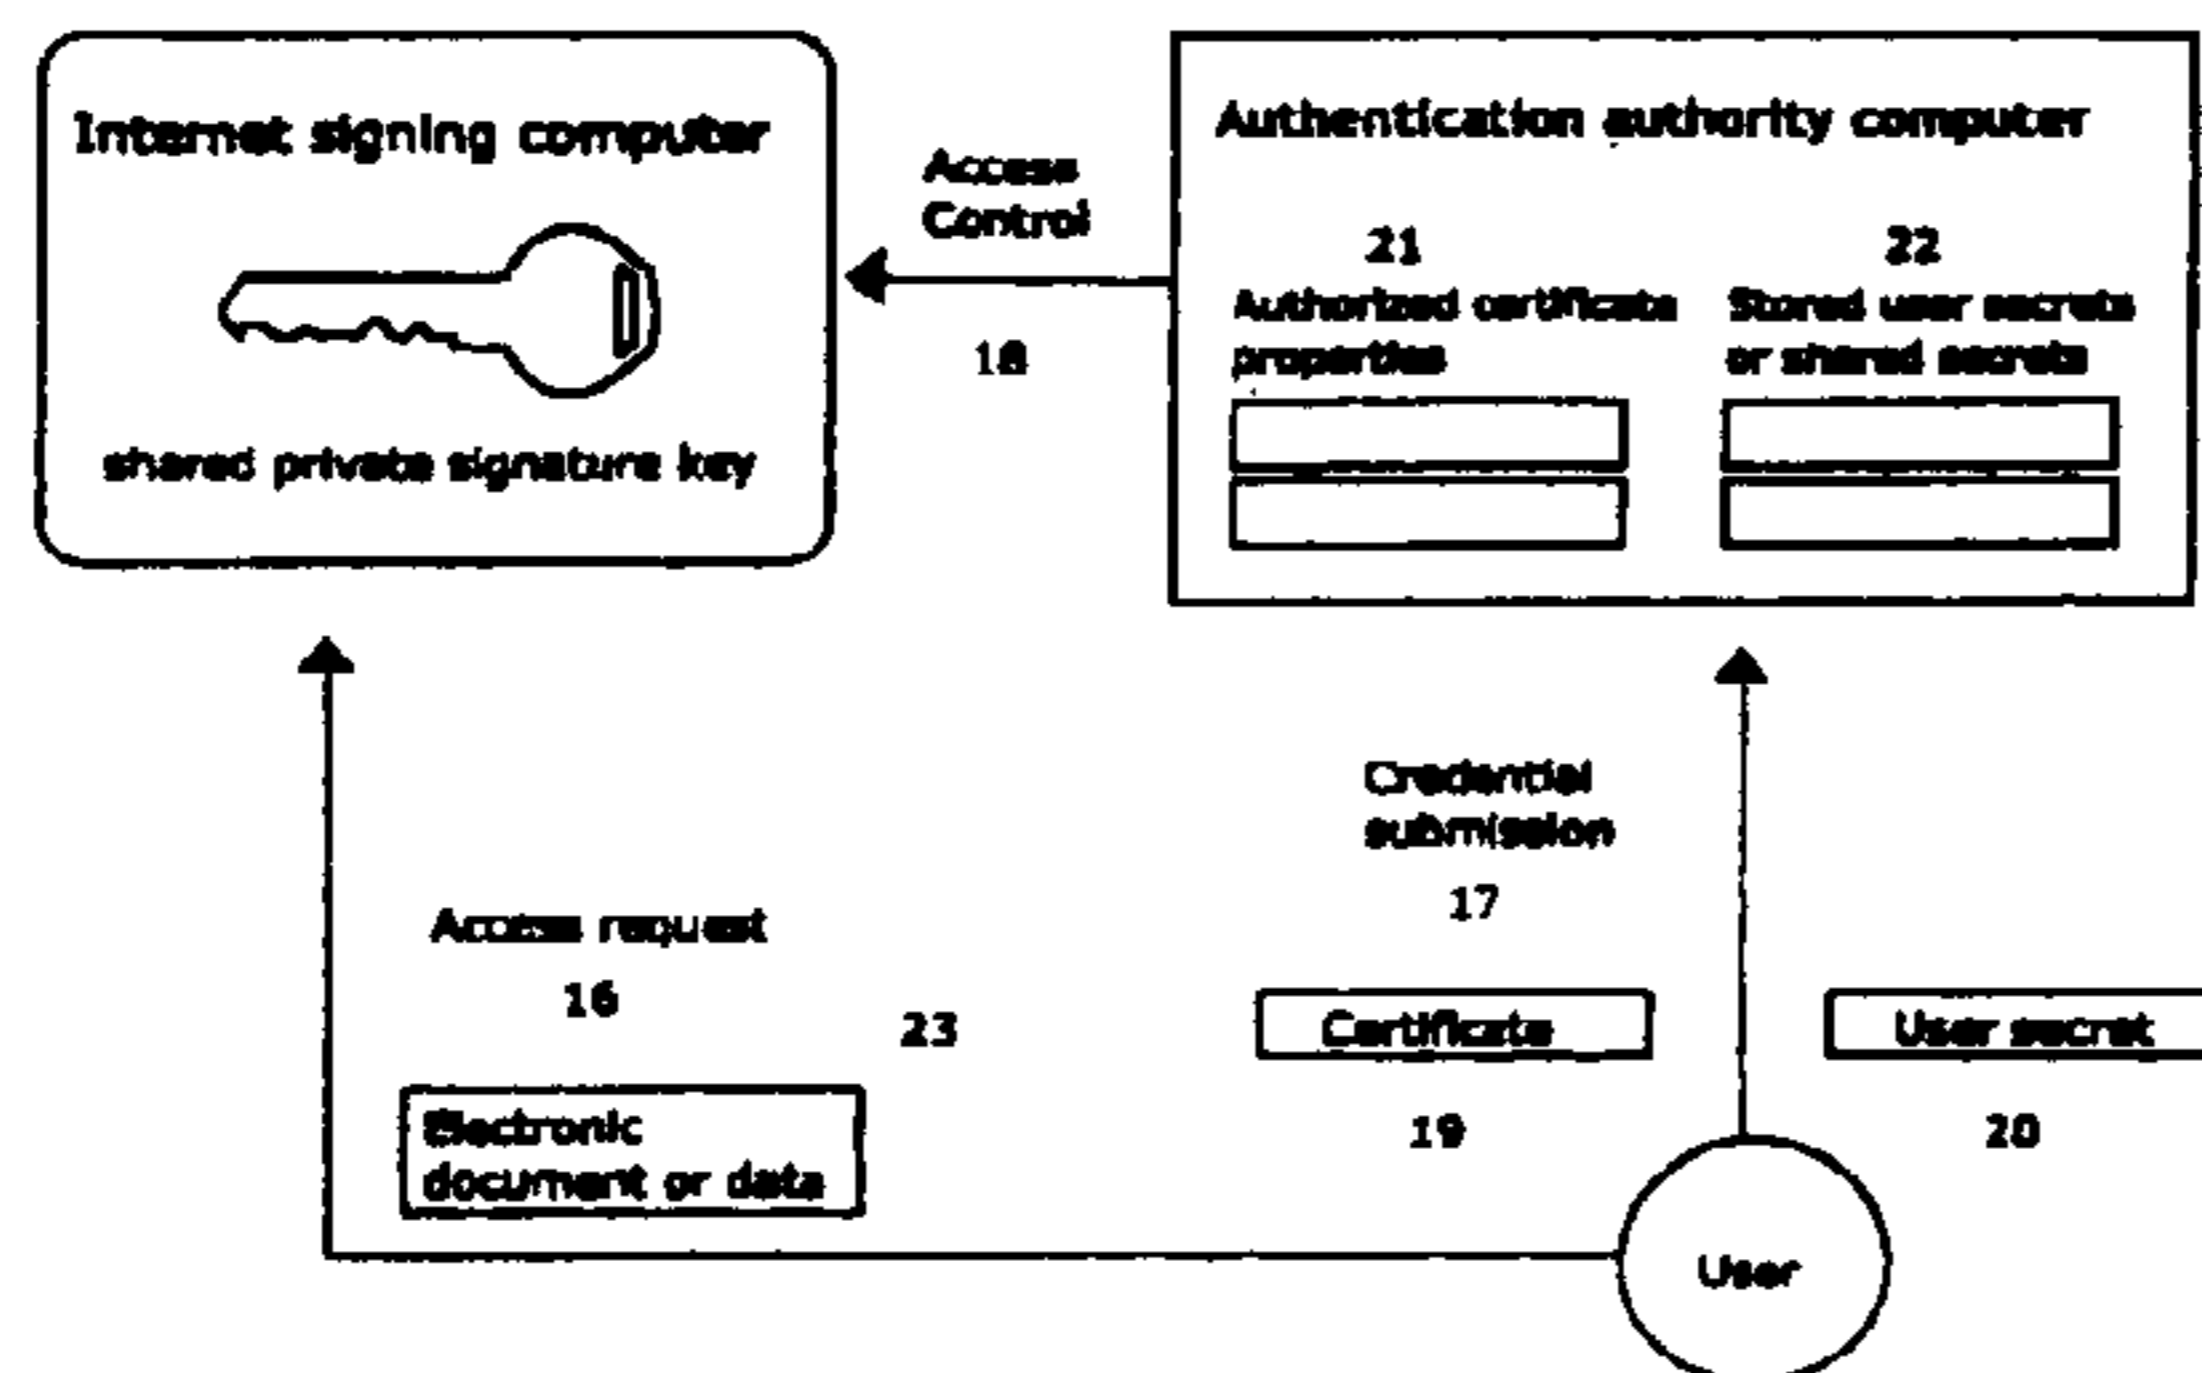 Internet signing computer
shared private signature key
Access
Control
18
Authentication authority computer
21
Authorized certificate
properties
22
Stored user secrets
or shared secrets
Credential
submission
17
Access request
16
23
Electronic
document or data
Certificate
19
User secret
20
User